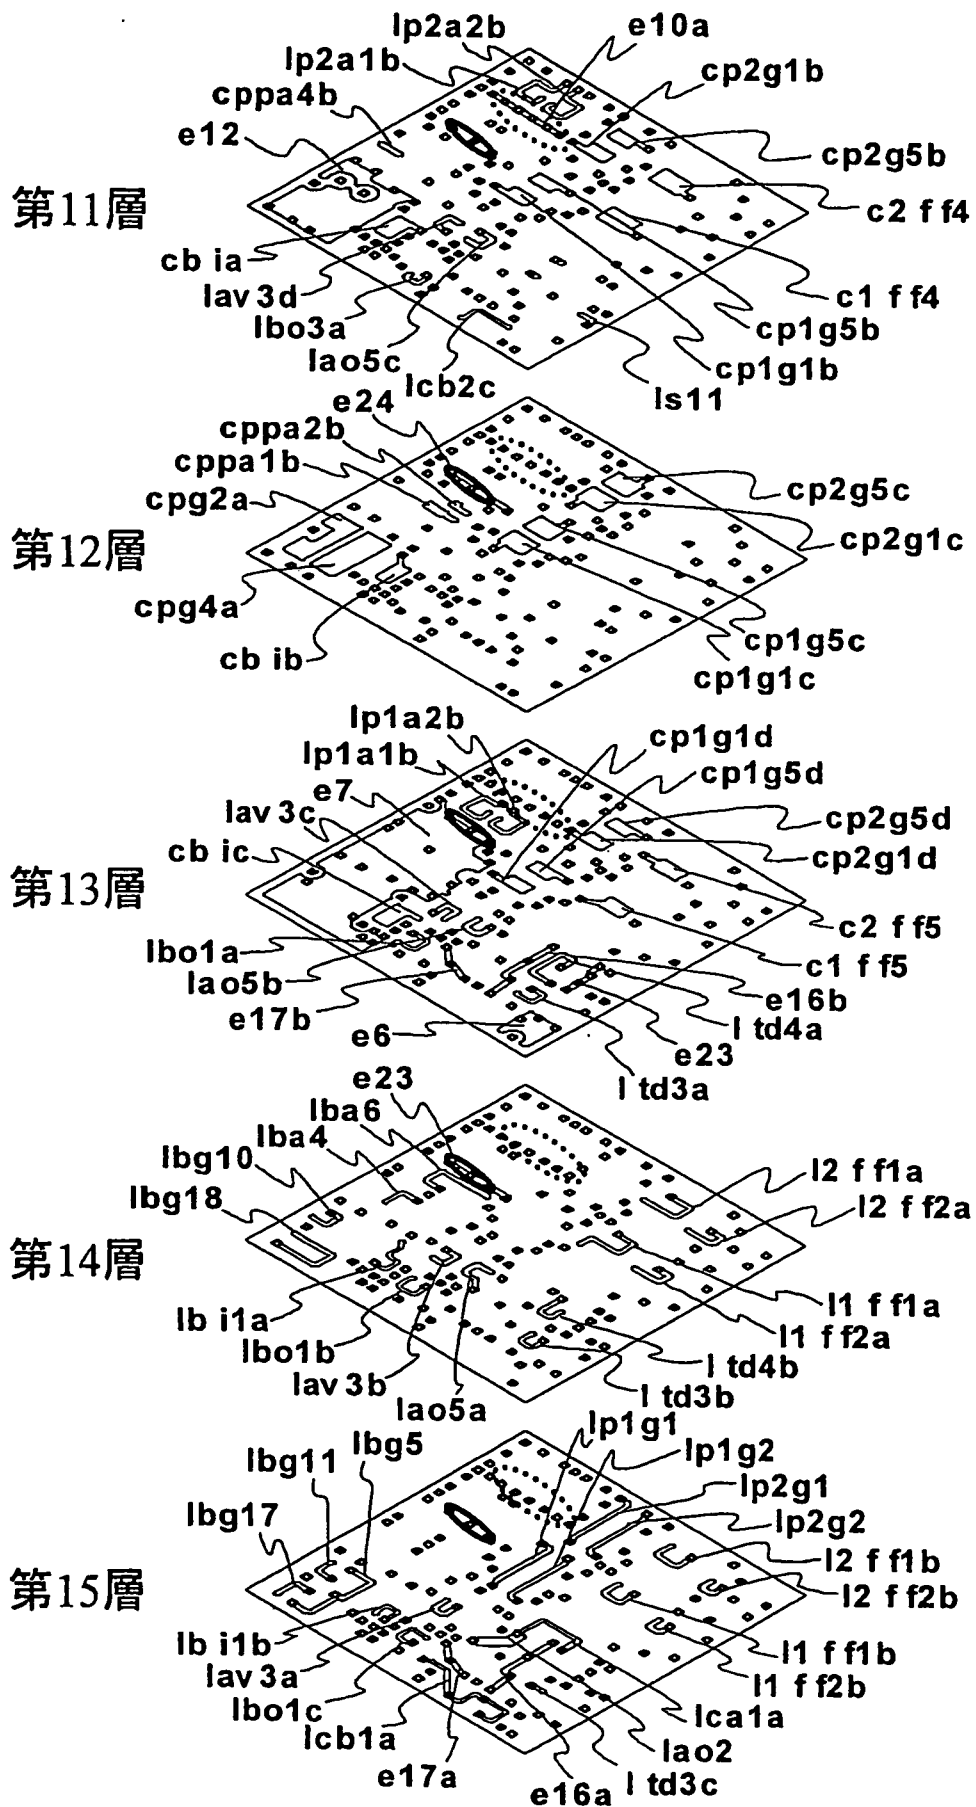 lp2a2b
e10a
lp2a1b
cp2g1b
cppa4b
e12
cp2g5b
第11層
c2 f f4
cb ia
lav 3d
c1 f f4
lbo3a
cp1g5b
lao5c
cp1g1b
lcb2c
ls11
e24
cppa2b
cppa1b
cp2g5c
cpg2a
第12層
cp2g1c
cpg4a
cp1g5c
cb ib
cp1g1c
lp1a2b
cp1g1d
lp1a1b
cp1g5d
e7
lav 3c
cp2g5d
cb ic
cp2g1d
第13層
c2 f f5
lbo1a
c1 f f5
lao5b
e16b
e17b
l td4a
e6
e23
l td3a
e23
lba6
lba4
lbg10
l2 f f1a
lbg18
l2 f f2a
第14層
l1 f f1a
lb i1a
l1 f f2a
lbo1b
l td4b
lav 3b
l td3b
lao5a
lp1g1
lbg5
lp1g2
lbg11
lp2g1
lbg17
lp2g2
l2 f f1b
第15層
l2 f f2b
lb i1b
l1 f f1b
lav 3a
l1 f f2b
lbo1c
lca1a
lcb1a
lao2
e17a
l td3c
e16a